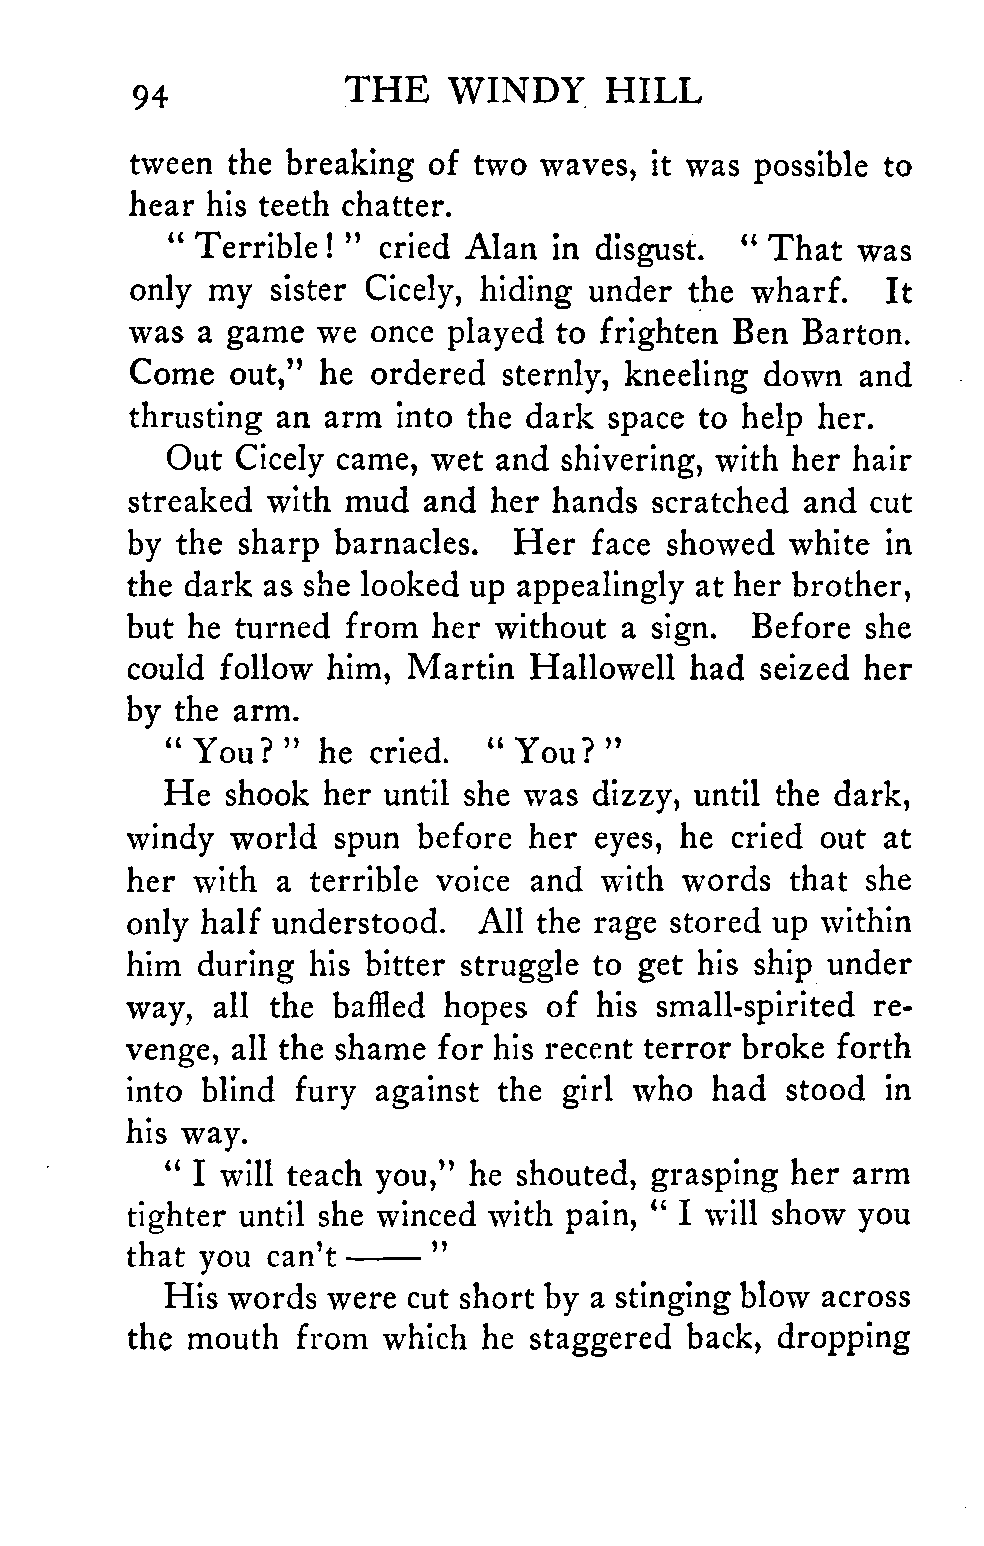 94 THE WINDY HILL
tween the breaking of two waves, it was possible to
hear his teeth chatter.
“ Terrible! ” cried Alan in disgust. “ That was
only my sister Cicely, hiding under the wharf. It
was a game we once played to frighten Ben Barton.
Come out,” he ordered sternly, kneeling down and
thrusting an arm into the dark space to help her.
Out Cicely came, wet and shivering, with her hair
streaked with mud and her hands scratched and cut
by the sharp barnacles. Her face showed white in
the dark as she looked up appealingly at her brother,
but he turned from her without a sign. Before she
could follow him, Martin Hallowell had seized her
by the arm.
“ You? ” he cried. “ You? ”
He shook her until she was dizzy, until the dark,
windy world spun before her eyes, he cried out at
her with a terrible voice and with words that she
only half understood. All the rage stored up within
him during his bitter struggle to get his ship under
way, all the baffled hopes of his small-spirited re-
venge, all the shame for his recent terror broke forth
into blind fury against the girl who had stood in
his way.
“ I will teach you,” he shouted, grasping her arm
tighter until she winced with pain, “ I will show you
that you can’t —— ”
His words were cut short by a stinging blow across
the mouth from which he staggered back, dropping